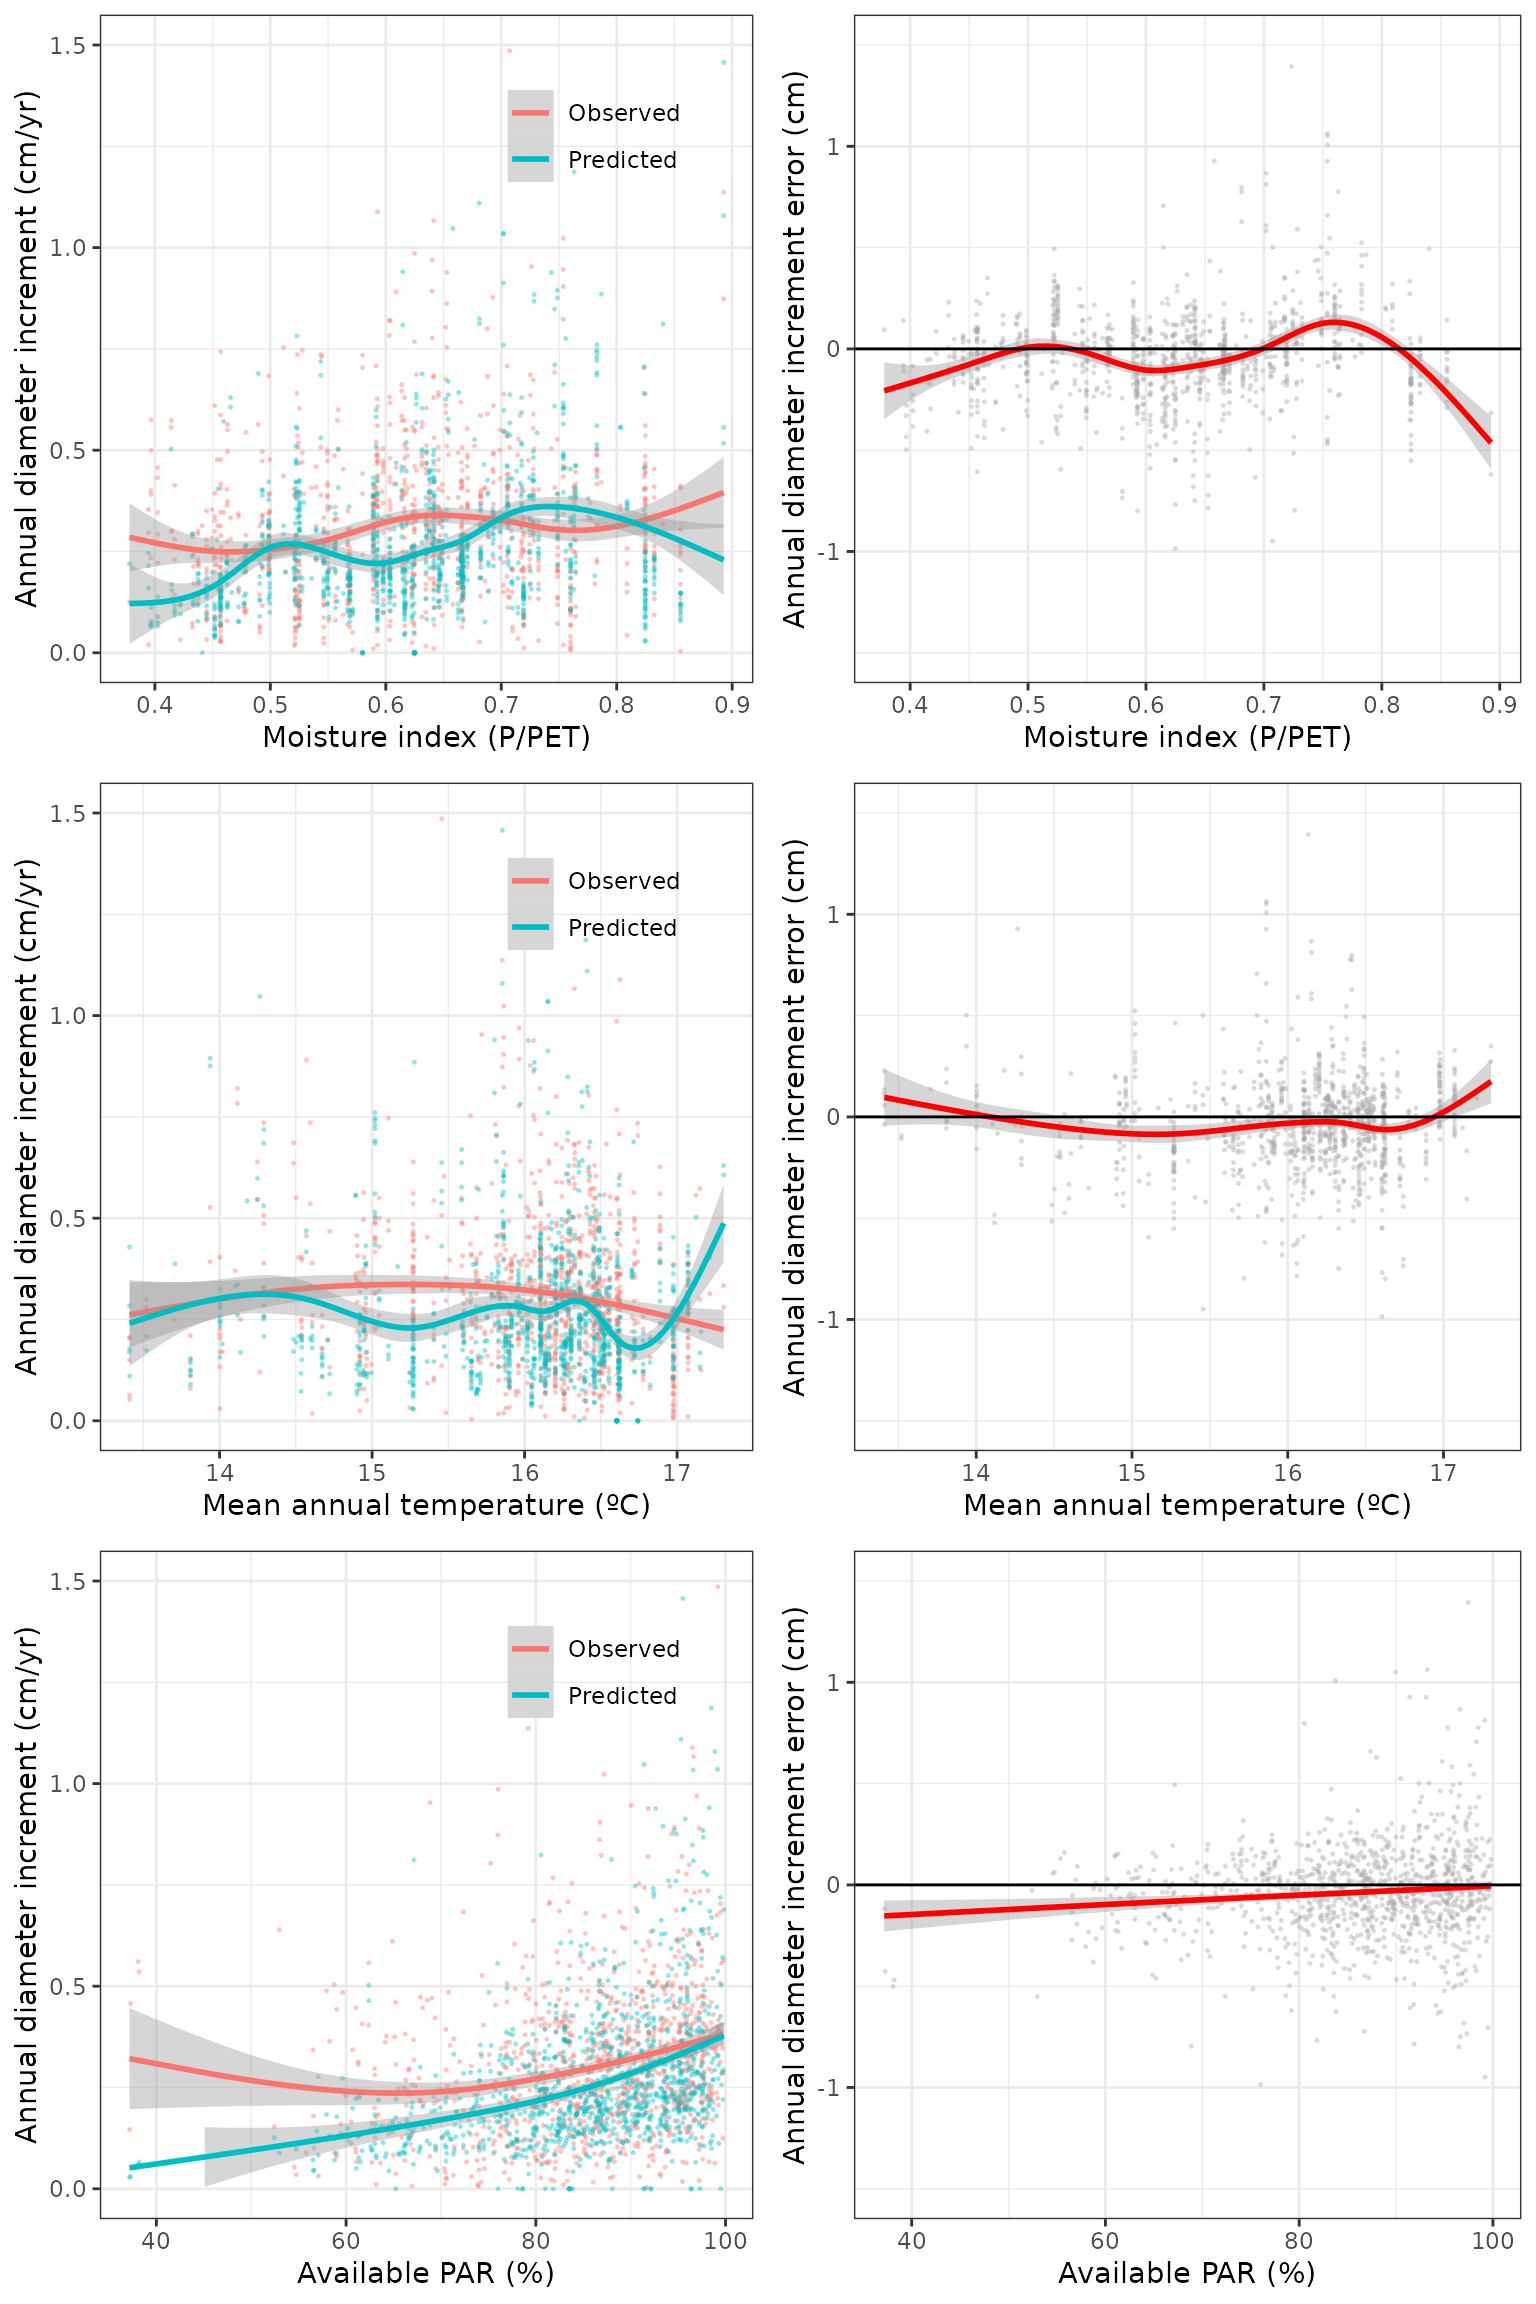 Annual diameter increment (cm/yr)
1.5
1.0
0.5
0.0
Observed
Predicted
0.4 0.5 0.6 0.7 0.8 0.9
Moisture index (P/PET)
Annual diameter increment error (cm)
1
0
-1
0.4 0.5 0.6 0.7 0.8 0.9
Moisture index (P/PET)
Annual diameter increment (cm/yr)
1.5
1.0
0.5
0.0
Observed
Predicted
14 15 16 17
Mean annual temperature (ºC)
Annual diameter increment error (cm)
1
0
-1
14 15 16 17
Mean annual temperature (ºC)
Annual diameter increment (cm/yr)
1.5
1.0
0.5
0.0
Observed
Predicted
40 60 80 100
Available PAR (%)
Annual diameter increment error (cm)
1
0
-1
40 60 80 100
Available PAR (%)